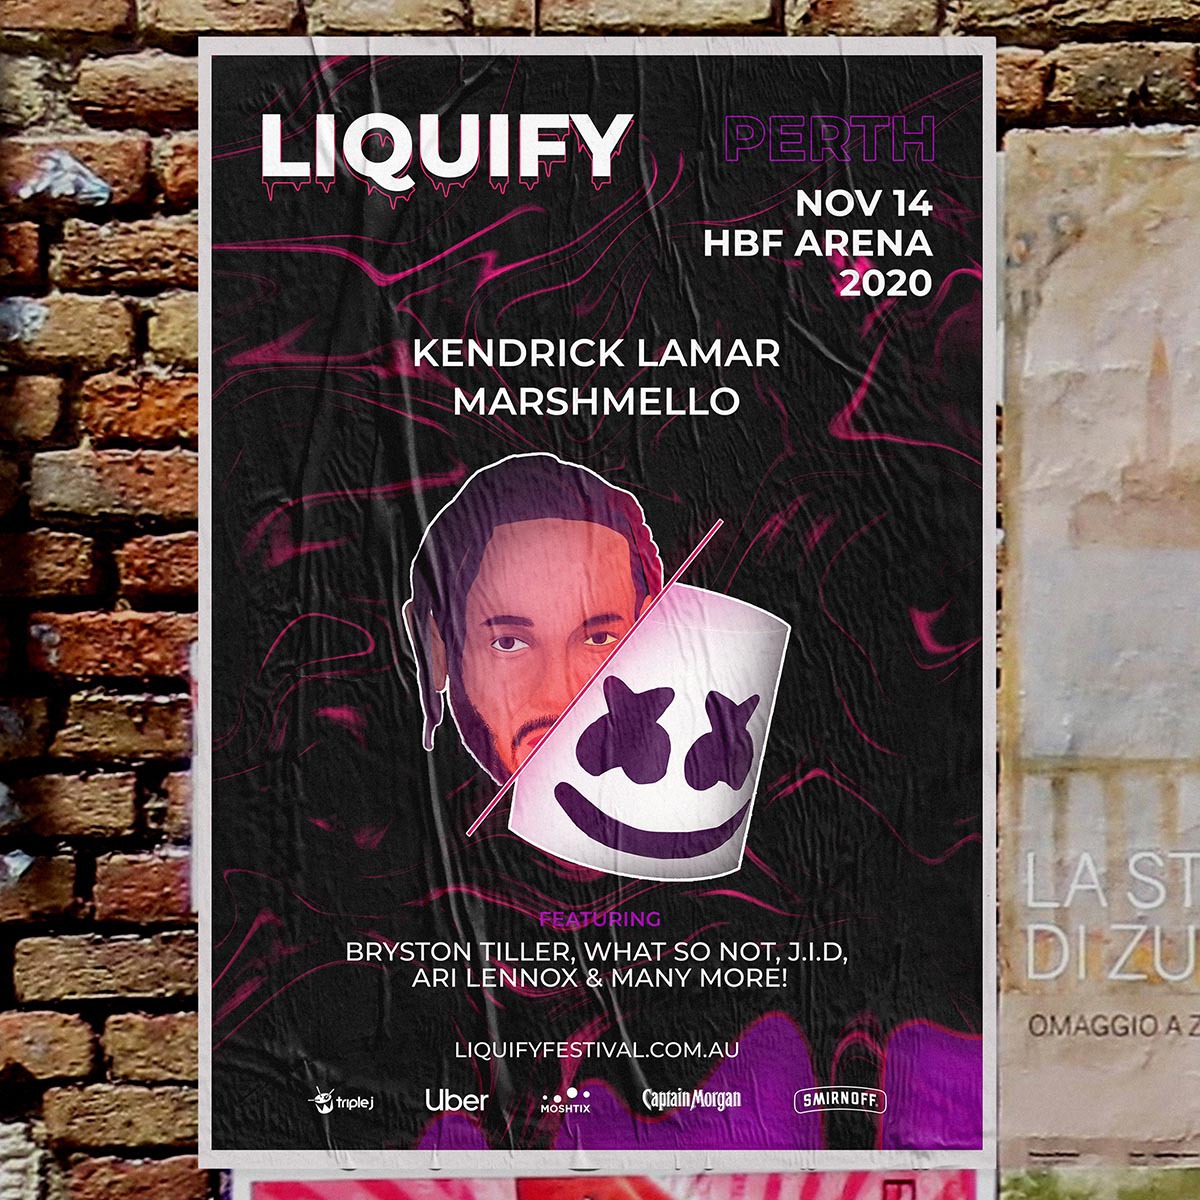 LIQUIFY
PERTH
NOV 14
HBF ARENA
2020
KENDRICK LAMAR
MARSHMELLO
FEATURING
BRYSTON TILLER, WHAT SO NOT, J.I.D,
ARI LENNOX & MANY MORE!
LIQUIFYFESTIVAL.COM.AU
triple j
Uber
MOSHTIX
Captain Morgan
SMIRNOFF
LA ST
DI ZU
OMAGGIO A Z